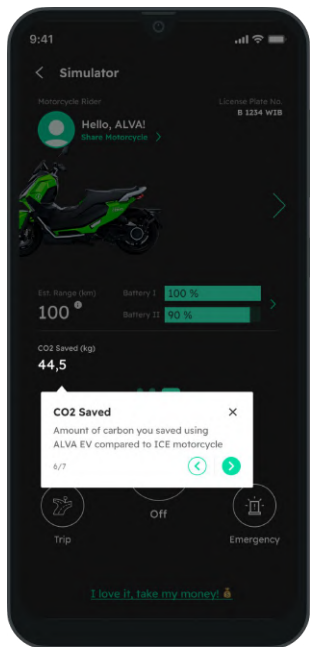 9:41
Simulator
Motorcycle Rider
License Plate No.
B 1234 WIB
Hello, ALVA!
Share Motorcycle
Est. Range (km)
100
Battery I 100 %
Battery II 90 %
CO2 Saved (kg)
44,5
CO2 Saved
Amount of carbon you saved using
ALVA EV compared to ICE motorcycle
6/7
Off
Trip
Emergency
I love it, take my money!